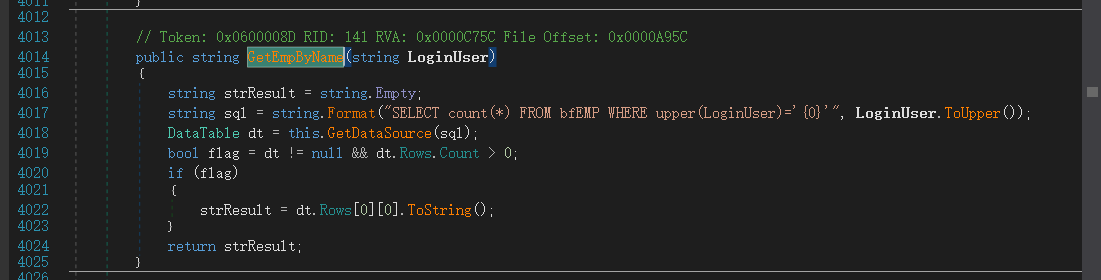 4011 }
4012
4013 // Token: 0x0600008D RID: 141 RVA: 0x0000C75C File Offset: 0x0000A95C
4014 public string GetEmpByName(string LoginUser)
4015 {
4016 string strResult = string.Empty;
4017 string sql = string.Format("SELECT count(*) FROM bfEMP WHERE upper(LoginUser)='{0}'", LoginUser.ToUpper());
4018 DataTable dt = this.GetDataSource(sql);
4019 bool flag = dt != null && dt.Rows.Count > 0;
4020 if (flag)
4021 {
4022 strResult = dt.Rows[0][0].ToString();
4023 }
4024 return strResult;
4025 }
4026